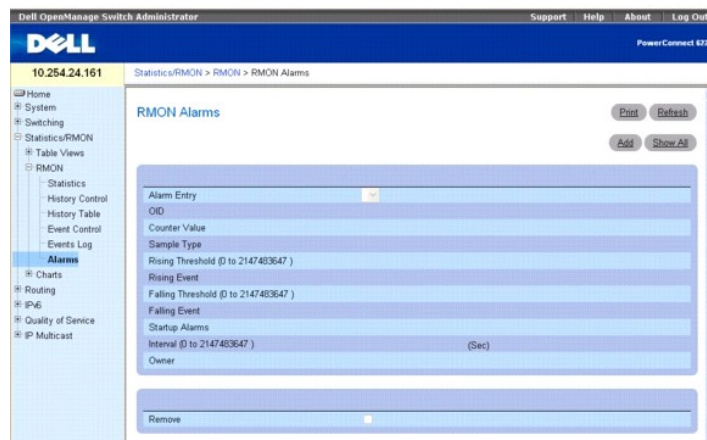 Dell OpenManage Switch Administrator
Support Help About Log Out
DELL
PowerConnect 622
10.254.24.161
Statistics/RMON > RMON > RMON Alarms
Home
System
Switching
Statistics/RMON
Table Views
RMON
Statistics
History Control
History Table
Event Control
Events Log
Alarms
Charts
Routing
IPv6
Quality of Service
IP Multicast
RMON Alarms
Print Refresh
Add Show All
Alarm Entry
OID
Counter Value
Sample Type
Rising Threshold (0 to 2147483647 )
Rising Event
Falling Threshold (0 to 2147483647 )
Falling Event
Startup Alarms
Interval (0 to 2147483647 ) (Sec)
Owner
Remove